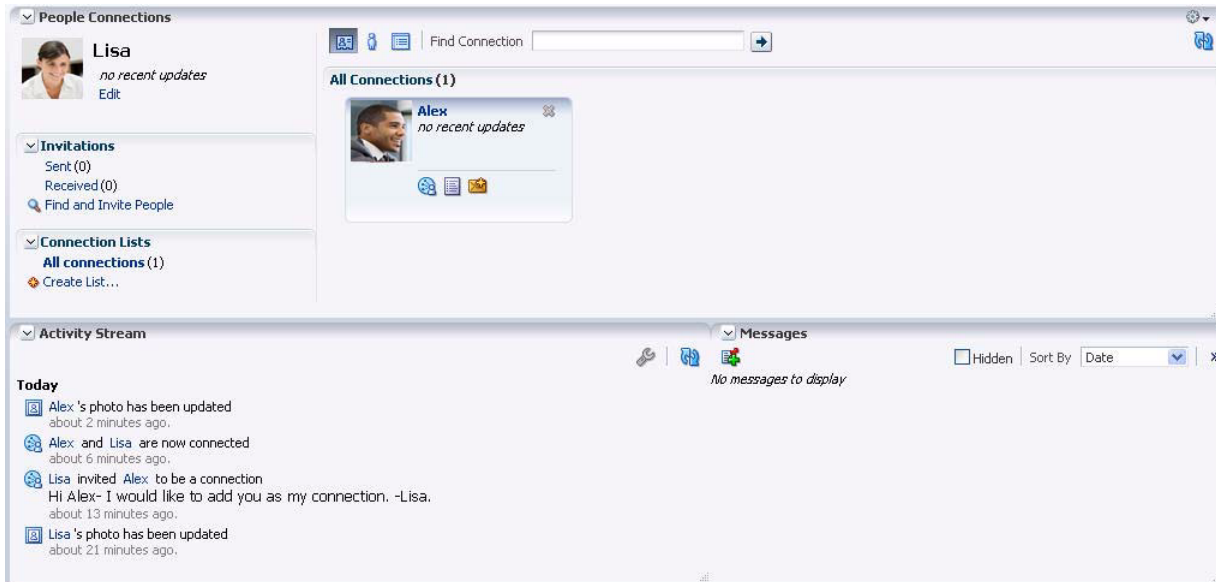 People Connections
Lisa
no recent updates
Edit
Invitations
Sent (0)
Received (0)
Find and Invite People
Connection Lists
All connections (1)
Create List...
Find Connection
All Connections (1)
Alex
no recent updates
Activity Stream
Today
Alex 's photo has been updated
about 2 minutes ago.
Alex and Lisa are now connected
about 6 minutes ago.
Lisa invited Alex to be a connection
Hi Alex- I would like to add you as my connection. -Lisa.
about 13 minutes ago.
Lisa 's photo has been updated
about 21 minutes ago.
Messages
Hidden Sort By Date »
No messages to display